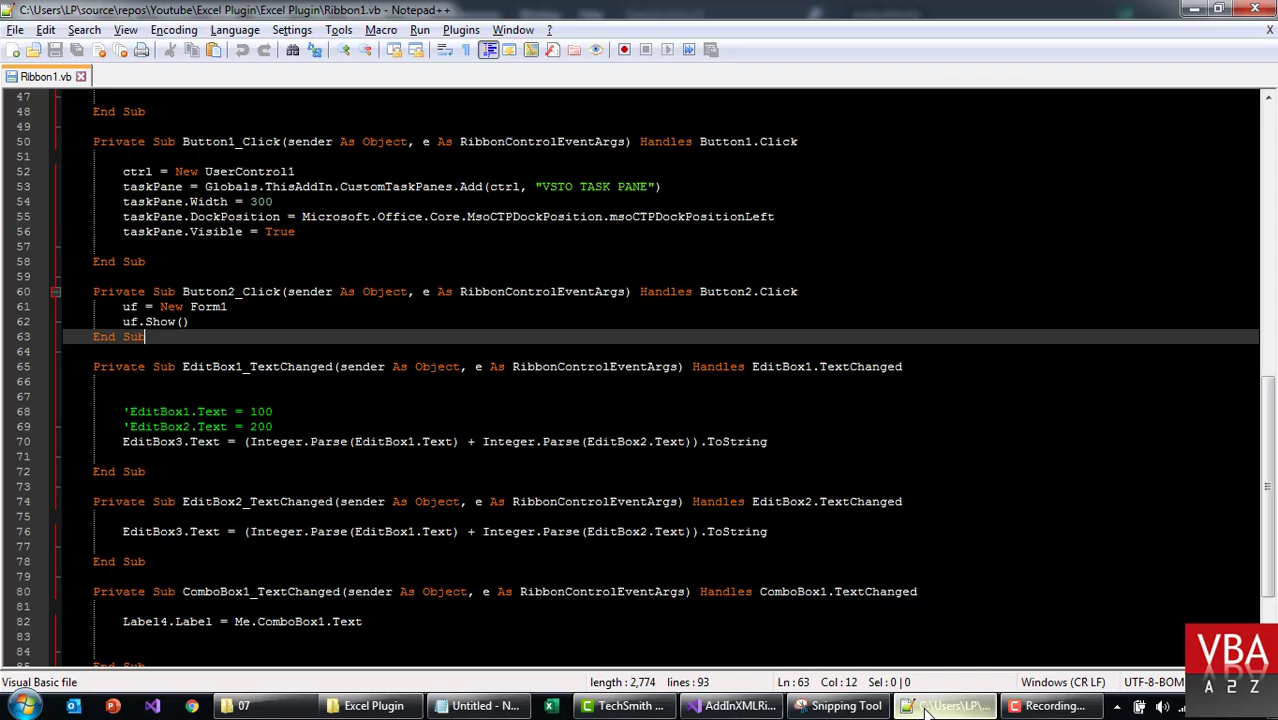 C:\Users\LP\source\repos\Youtube\Excel Plugin\Excel Plugin\Ribbon1.vb - Notepad++
File Edit Search View Encoding Language Settings Tools Macro Run Plugins Window ? X
Ribbon1.vb
47
48 End Sub
49
50 Private Sub Button1_Click(sender As Object, e As RibbonControlEventArgs) Handles Button1.Click
51
52 ctrl = New UserControl1
53 taskPane = Globals.ThisAddIn.CustomTaskPanes.Add(ctrl, "VSTO TASK PANE")
54 taskPane.Width = 300
55 taskPane.DockPosition = Microsoft.Office.Core.MsoCTPDockPosition.msoCTPDockPositionLeft
56 taskPane.Visible = True
57
58 End Sub
59
60 Private Sub Button2_Click(sender As Object, e As RibbonControlEventArgs) Handles Button2.Click
61 uf = New Form1
62 uf.Show()
63 End Sub
64
65 Private Sub EditBox1_TextChanged(sender As Object, e As RibbonControlEventArgs) Handles EditBox1.TextChanged
66
67
68 'EditBox1.Text = 100
69 'EditBox2.Text = 200
70 EditBox3.Text = (Integer.Parse(EditBox1.Text) + Integer.Parse(EditBox2.Text)).ToString
71
72 End Sub
73
74 Private Sub EditBox2_TextChanged(sender As Object, e As RibbonControlEventArgs) Handles EditBox2.TextChanged
75
76 EditBox3.Text = (Integer.Parse(EditBox1.Text) + Integer.Parse(EditBox2.Text)).ToString
77
78 End Sub
79
80 Private Sub ComboBox1_TextChanged(sender As Object, e As RibbonControlEventArgs) Handles ComboBox1.TextChanged
81
82 Label4.Label = Me.ComboBox1.Text
83
84
85 End Sub
Visual Basic file length : 2,774 lines : 93 Ln : 63 Col : 12 Sel : 0 | 0 Windows (CR LF) UTF-8-BOM
VBA
A 2 Z
07 Excel Plugin Untitled - N... TechSmith ... AddInXMLRi... Snipping Tool C:\Users\LP\... Recording...